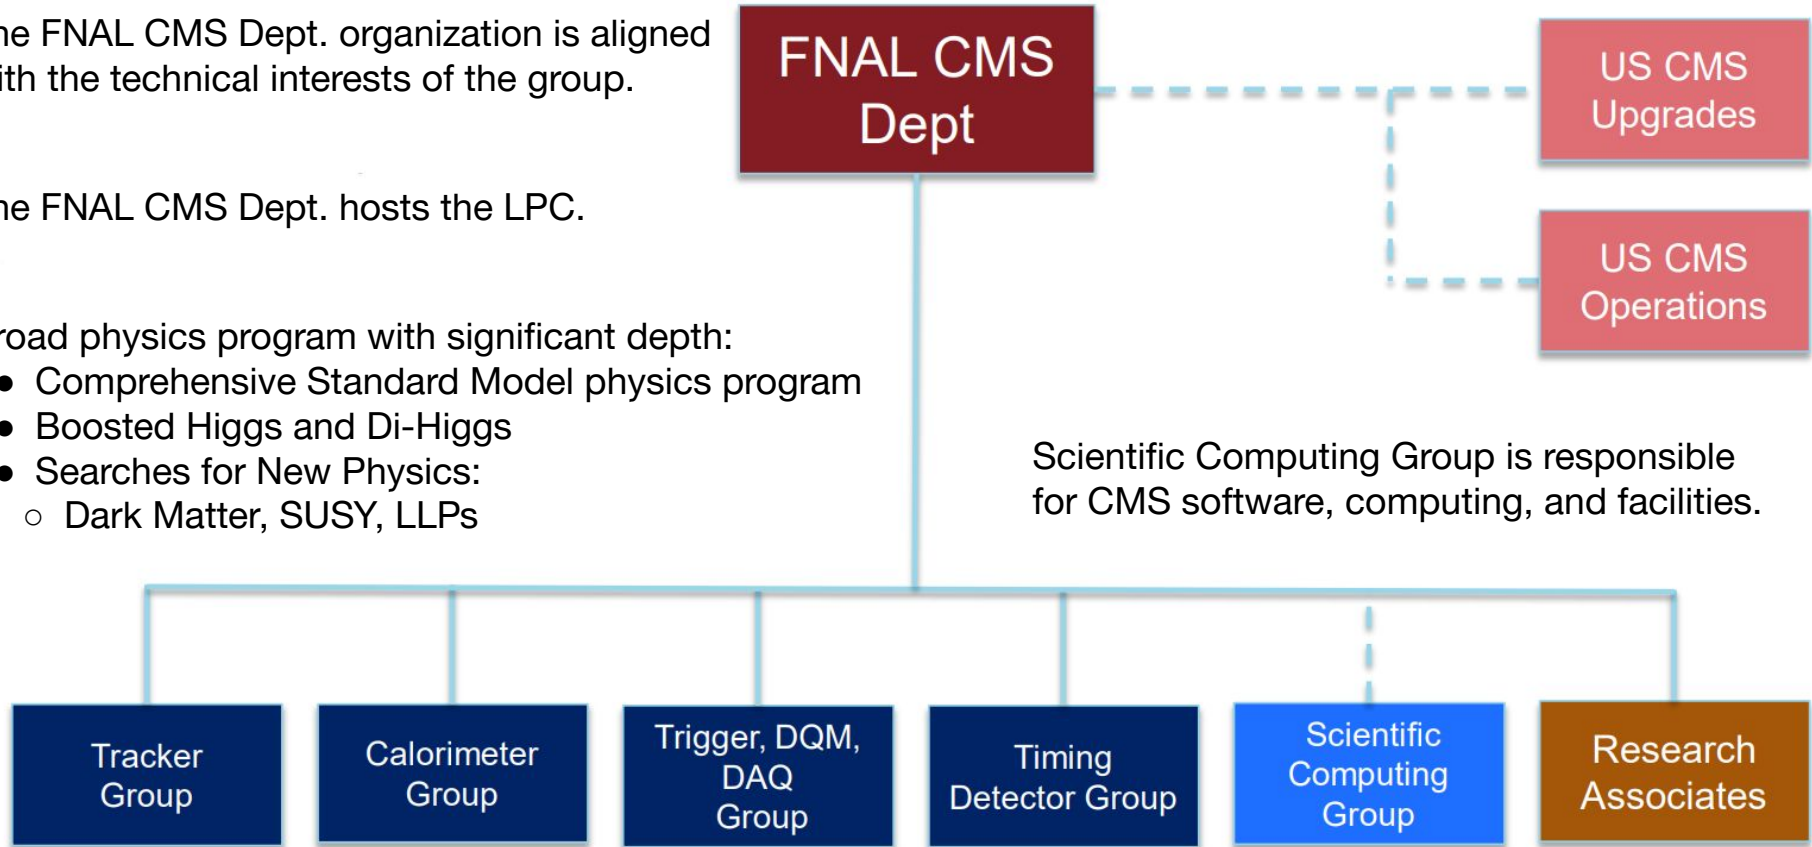 he FNAL CMS Dept. organization is aligned
ith the technical interests of the group.
he FNAL CMS Dept. hosts the LPC.
road physics program with significant depth:
● Comprehensive Standard Model physics program
● Boosted Higgs and Di-Higgs
● Searches for New Physics:
○ Dark Matter, SUSY, LLPs
FNAL CMS
Dept
US CMS
Upgrades
US CMS
Operations
Scientific Computing Group is responsible
for CMS software, computing, and facilities.
Tracker
Group
Calorimeter
Group
Trigger, DQM,
DAQ
Group
Timing
Detector Group
Scientific
Computing
Group
Research
Associates